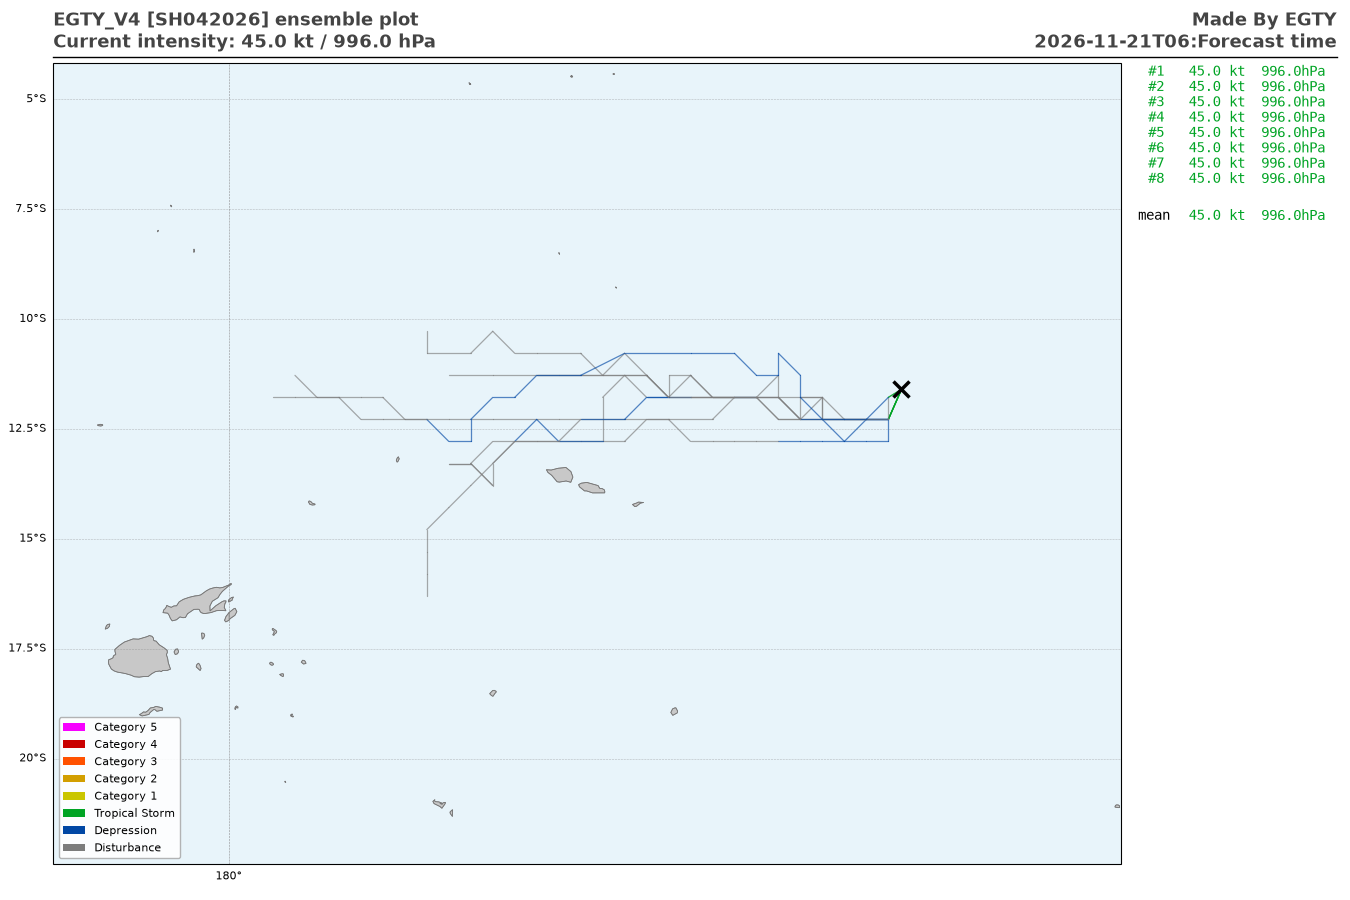 EGTY_V4 [SH042026] ensemble plot
Current intensity: 45.0 kt / 996.0 hPa
Made By EGTY
2026-11-21T06:Forecast time
#1 45.0 kt 996.0hPa
#2 45.0 kt 996.0hPa
#3 45.0 kt 996.0hPa
#4 45.0 kt 996.0hPa
#5 45.0 kt 996.0hPa
#6 45.0 kt 996.0hPa
#7 45.0 kt 996.0hPa
#8 45.0 kt 996.0hPa
mean 45.0 kt 996.0hPa
5°S
7.5°S
10°S
12.5°S
15°S
17.5°S
20°S
Category 5
Category 4
Category 3
Category 2
Category 1
Tropical Storm
Depression
Disturbance
180°